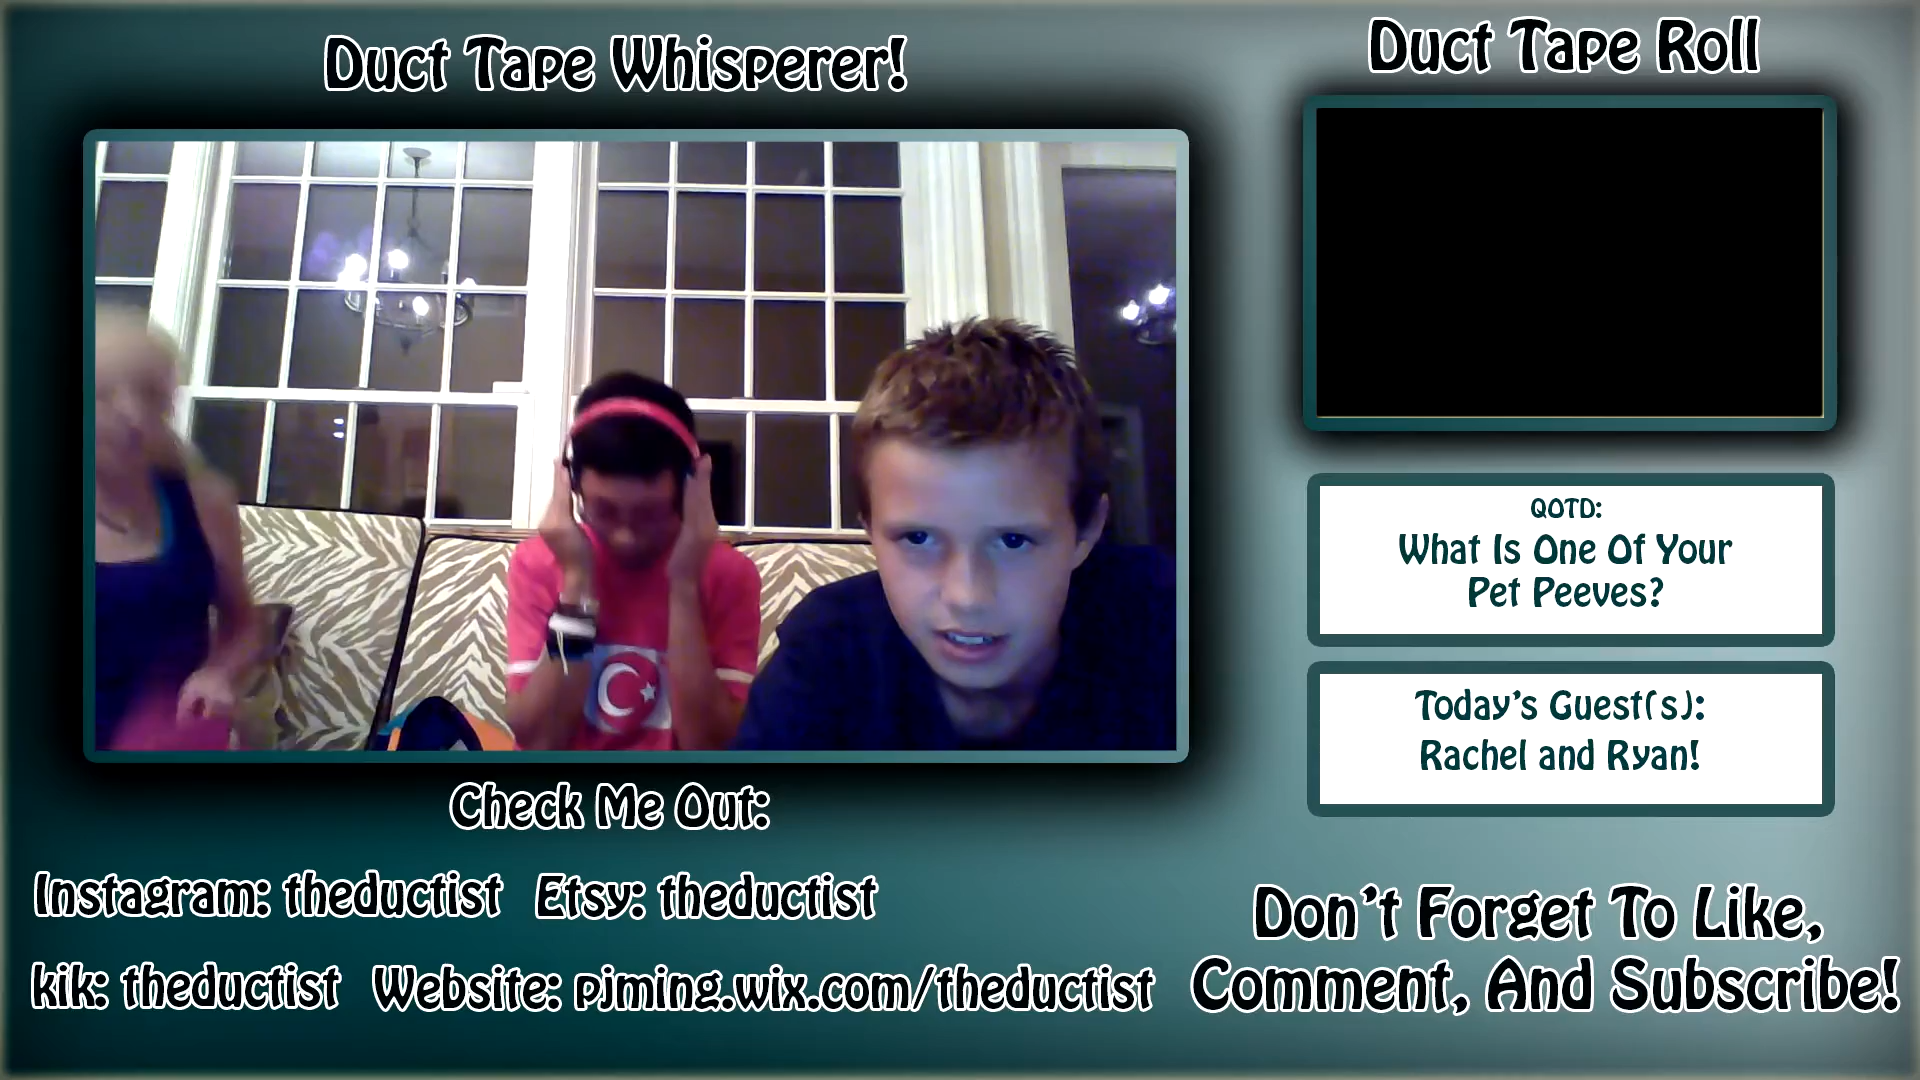 Duct Tape Whisperer!
Duct Tape Roll
QOTD:
What Is One Of Your
Pet Peeves?
Today's Guest(s):
Rachel and Ryan!
Check Me Out:
Instagram: theductist Etsy: theductist
kik: theductist Website: pjming.wix.com/theductist
Don't Forget To Like,
Comment, And Subscribe!